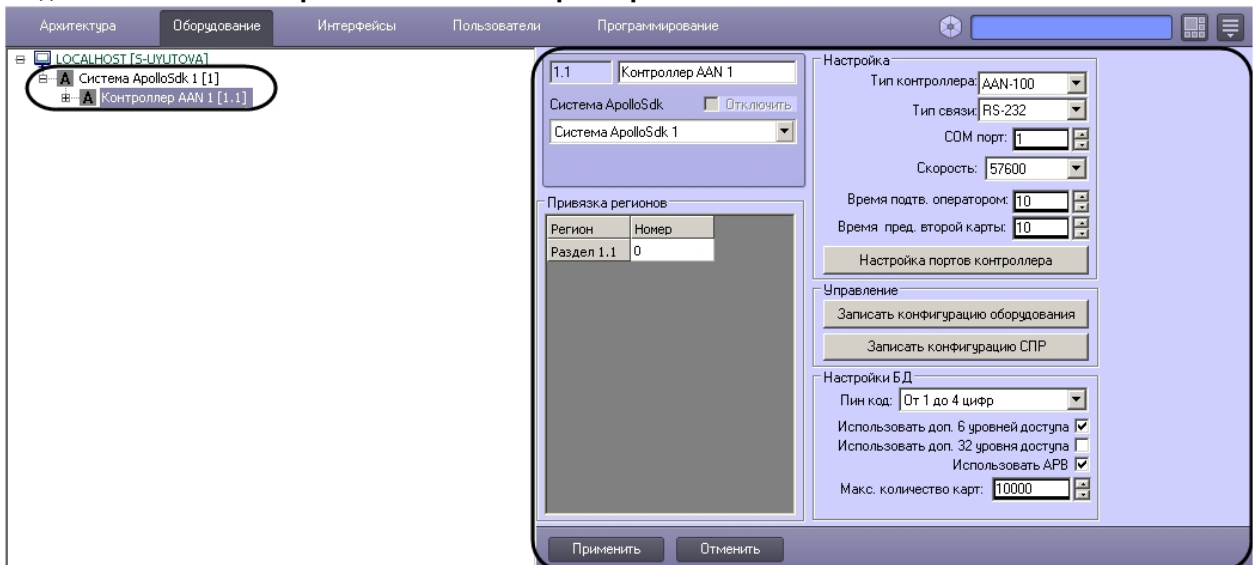 Архитектура Оборудование Интерфейсы Пользователи Программирование
LOCALHOST [S-UYUTOVA]
Система ApolloSdk 1 [1]
Контроллер AAN 1 [1.1]
1.1 Контроллер AAN 1
Система ApolloSdk Отключить
Система ApolloSdk 1
Привязка регионов
Регион Номер
Раздел 1.1 0
Настройка
Тип контроллера: AAN-100
Тип связи: RS-232
COM порт: 1
Скорость: 57600
Время подтв. оператором: 10
Время пред. второй карты: 10
Настройка портов контроллера
Управление
Записать конфигурацию оборудования
Записать конфигурацию СПР
Настройки БД
Пин код: От 1 до 4 цифр
Использовать доп. 6 уровней доступа
Использовать доп. 32 уровня доступа
Использовать APB
Макс. количество карт: 10000
Применить Отменить